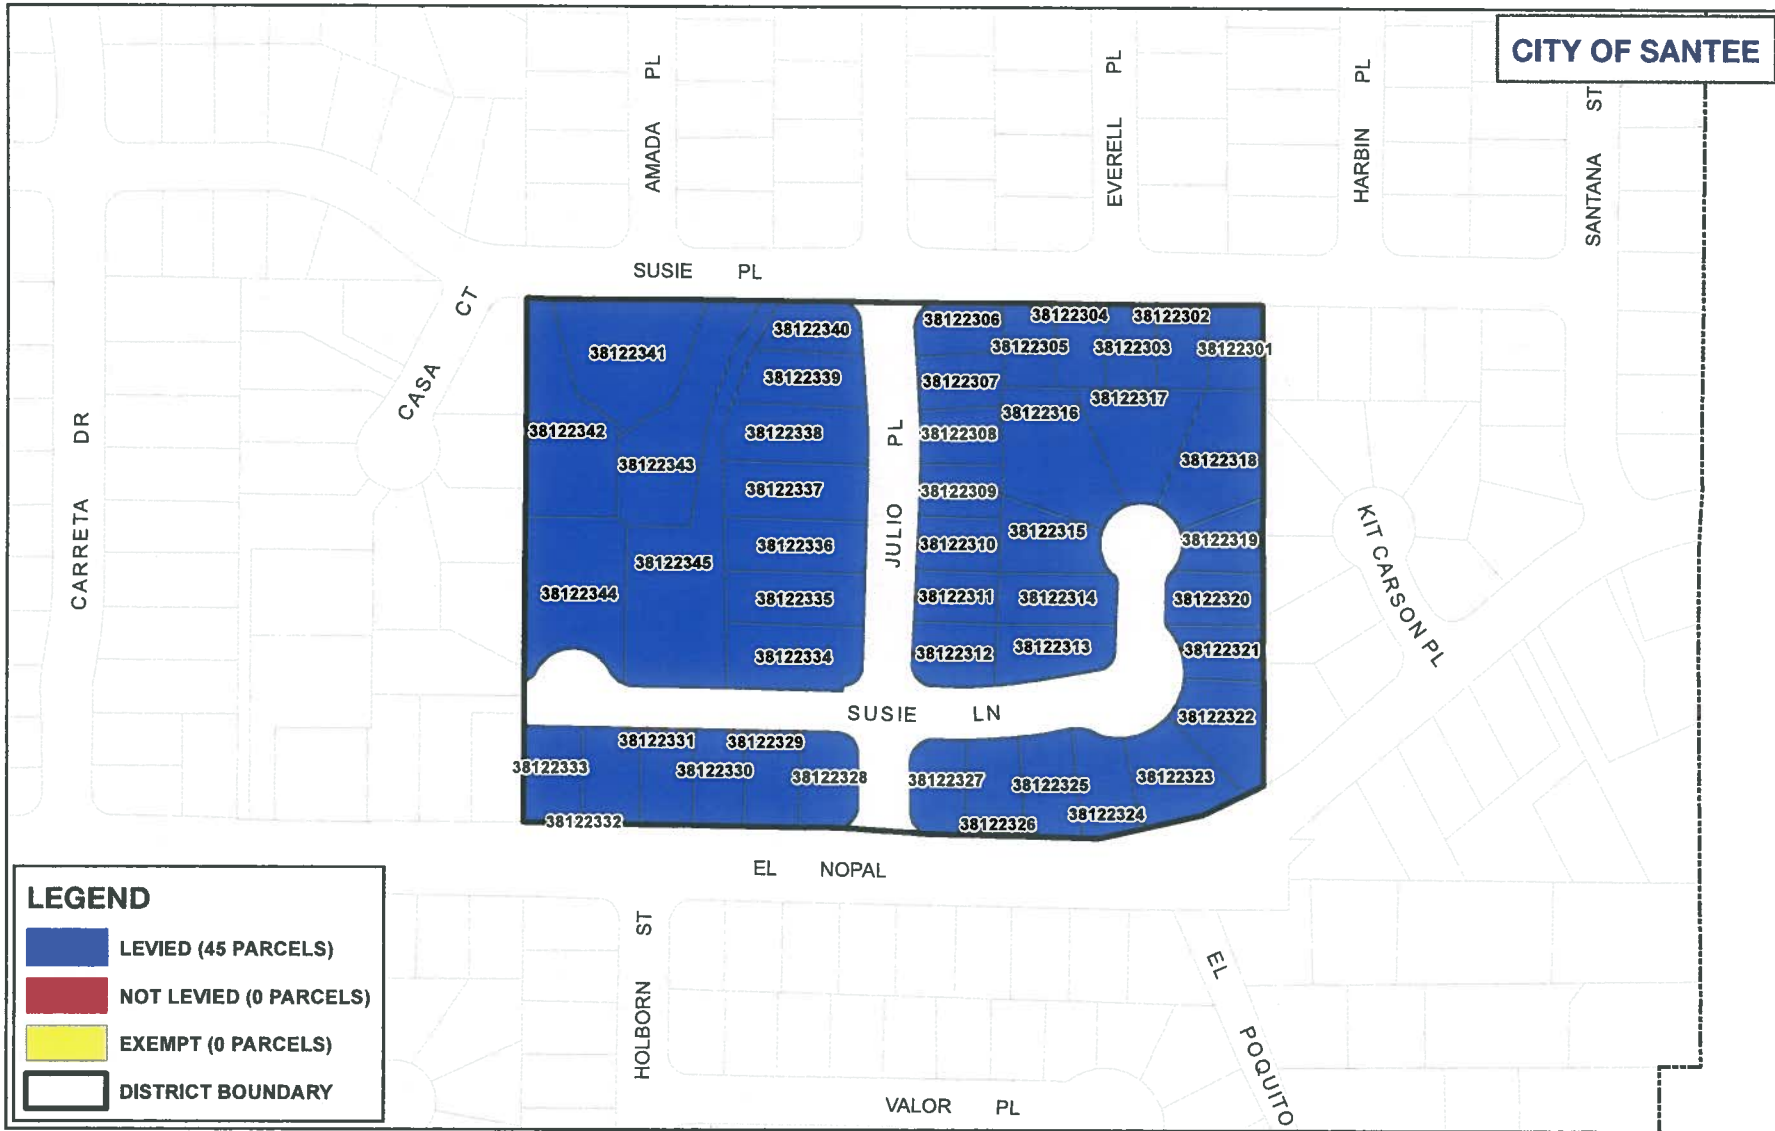 CITY OF SANTEE
AMADA PL
EVERELL PL
HARBIN PL
SANTANA ST
SUSIE PL
CASA CT
CARRETA DR
JULIO PL
KIT CARSON PL
SUSIE LN
EL NOPAL
HOLBORN ST
EL POQUITO
VALOR PL
38122341
38122340
38122339
38122342
38122338
38122343
38122337
38122336
38122345
38122344
38122335
38122334
38122306
38122304
38122302
38122305
38122303
38122301
38122307
38122317
38122316
38122308
38122318
38122309
38122315
38122310
38122319
38122311
38122314
38122320
38122312
38122313
38122321
38122322
38122331
38122329
38122333
38122330
38122328
38122332
38122327
38122325
38122323
38122324
38122326
LEGEND
LEVIED (45 PARCELS)
NOT LEVIED (0 PARCELS)
EXEMPT (0 PARCELS)
DISTRICT BOUNDARY